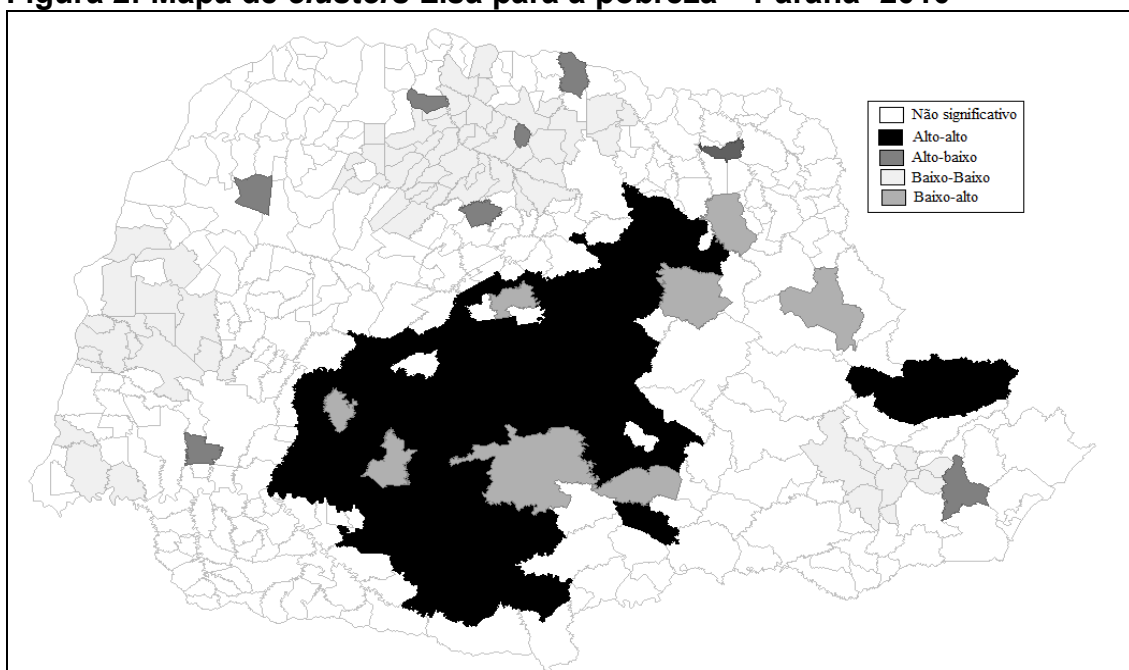 Figura 2: Mapa de clusters Lisa para a pobreza – Paraná- 2010
Não significativo
Alto-alto
Alto-baixo
Baixo-Baixo
Baixo-alto